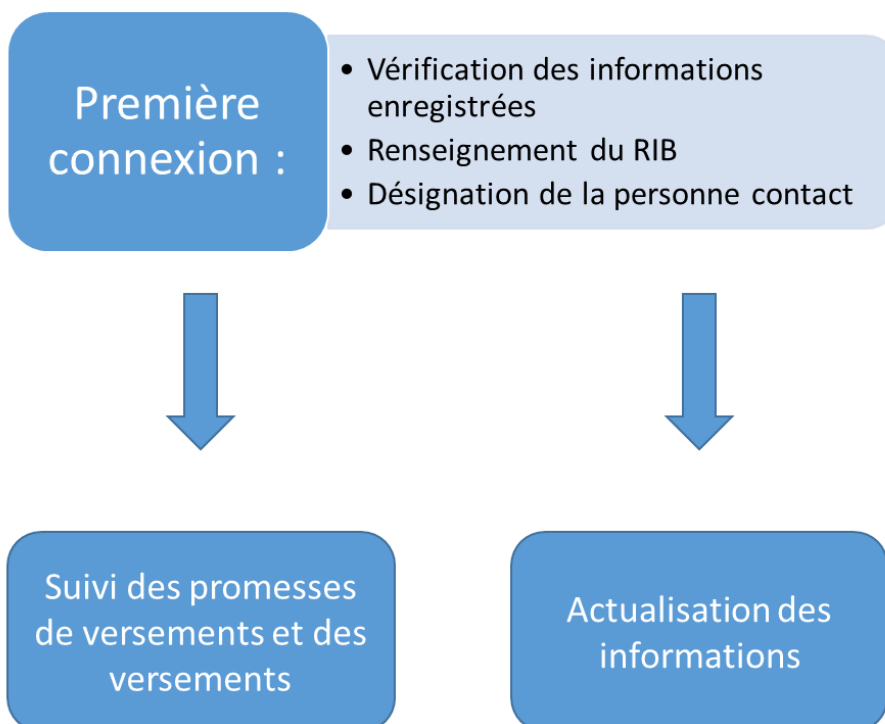 Première
connexion :
• Vérification des informations
enregistrées
• Renseignement du RIB
• Désignation de la personne contact
Suivi des promesses
de versements et des
versements
Actualisation des
informations